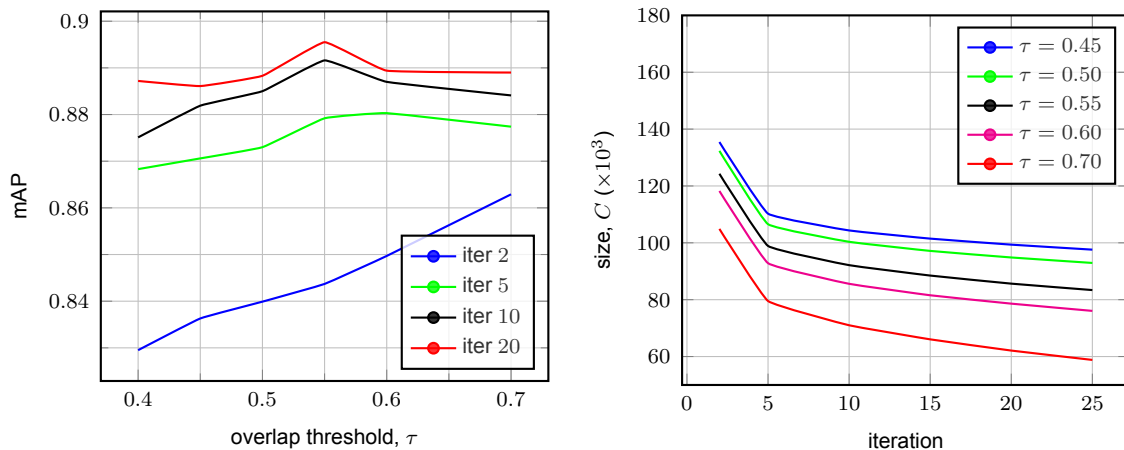 0.9
0.88
0.86
0.84
mAP
0.4 0.5 0.6 0.7
overlap threshold, τ
iter 2
iter 5
iter 10
iter 20
180
160
140
120
100
80
60
size, C (×10³)
0 5 10 15 20 25
iteration
τ = 0.45
τ = 0.50
τ = 0.55
τ = 0.60
τ = 0.70